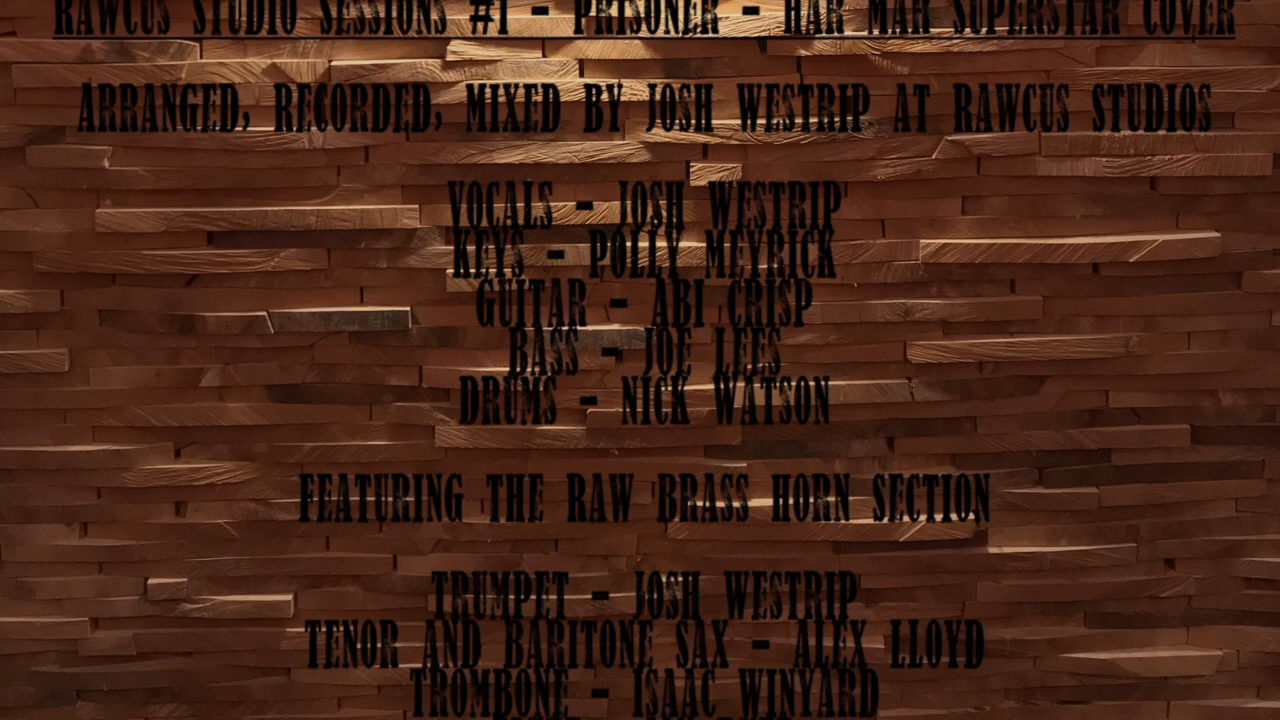 RAWCUS STUDIO SESSIONS #1 - PRISONER - HAR MAR SUPERSTAR COVER
ARRANGED, RECORDED, MIXED BY JOSH WESTRIP AT RAWCUS STUDIOS
VOCALS - JOSH WESTRIP
KEYS - POLLY MEYRICK
GUITAR - ABI CRISP
BASS - JOE LEES
DRUMS - NICK WATSON
FEATURING THE RAW BRASS HORN SECTION
TRUMPET - JOSH WESTRIP
TENOR AND BARITONE SAX - ALEX LLOYD
TROMBONE - ISAAC WINYARD